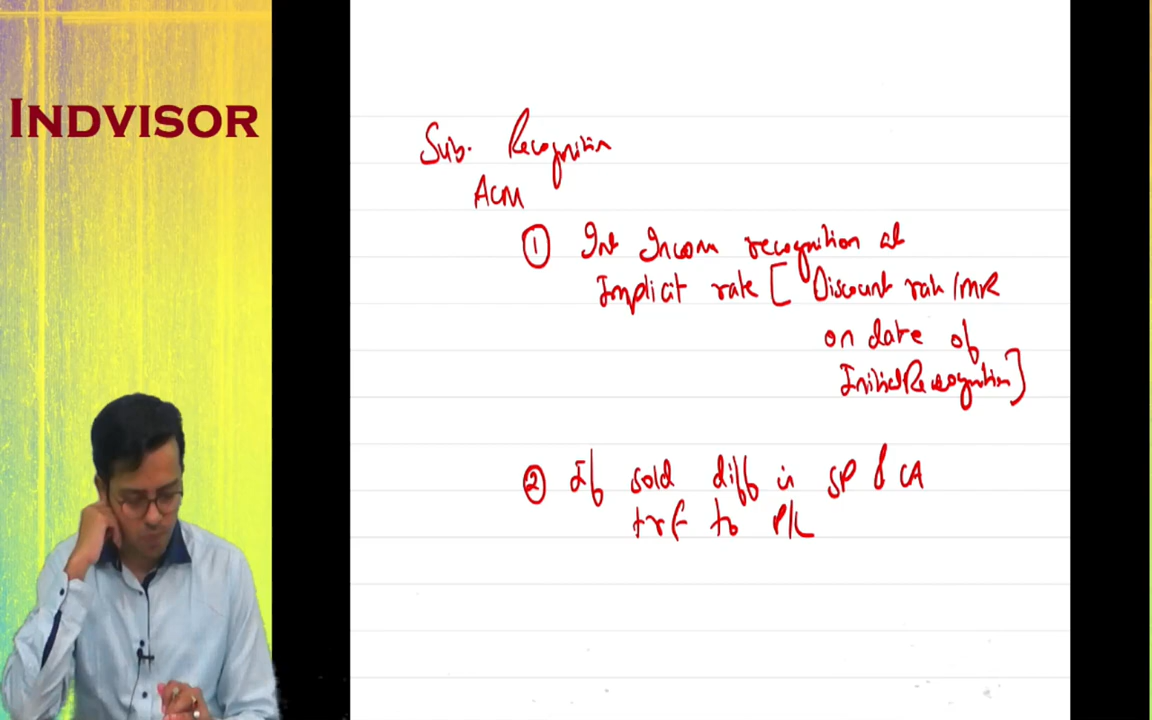 INDVISOR
Sub. Recognition
ACM
① Int Income recognition at
Implicit rate [ Discount rate/MR
on date of
Initial Recognition]
② If sold diff in SP & CA
trf to P/L